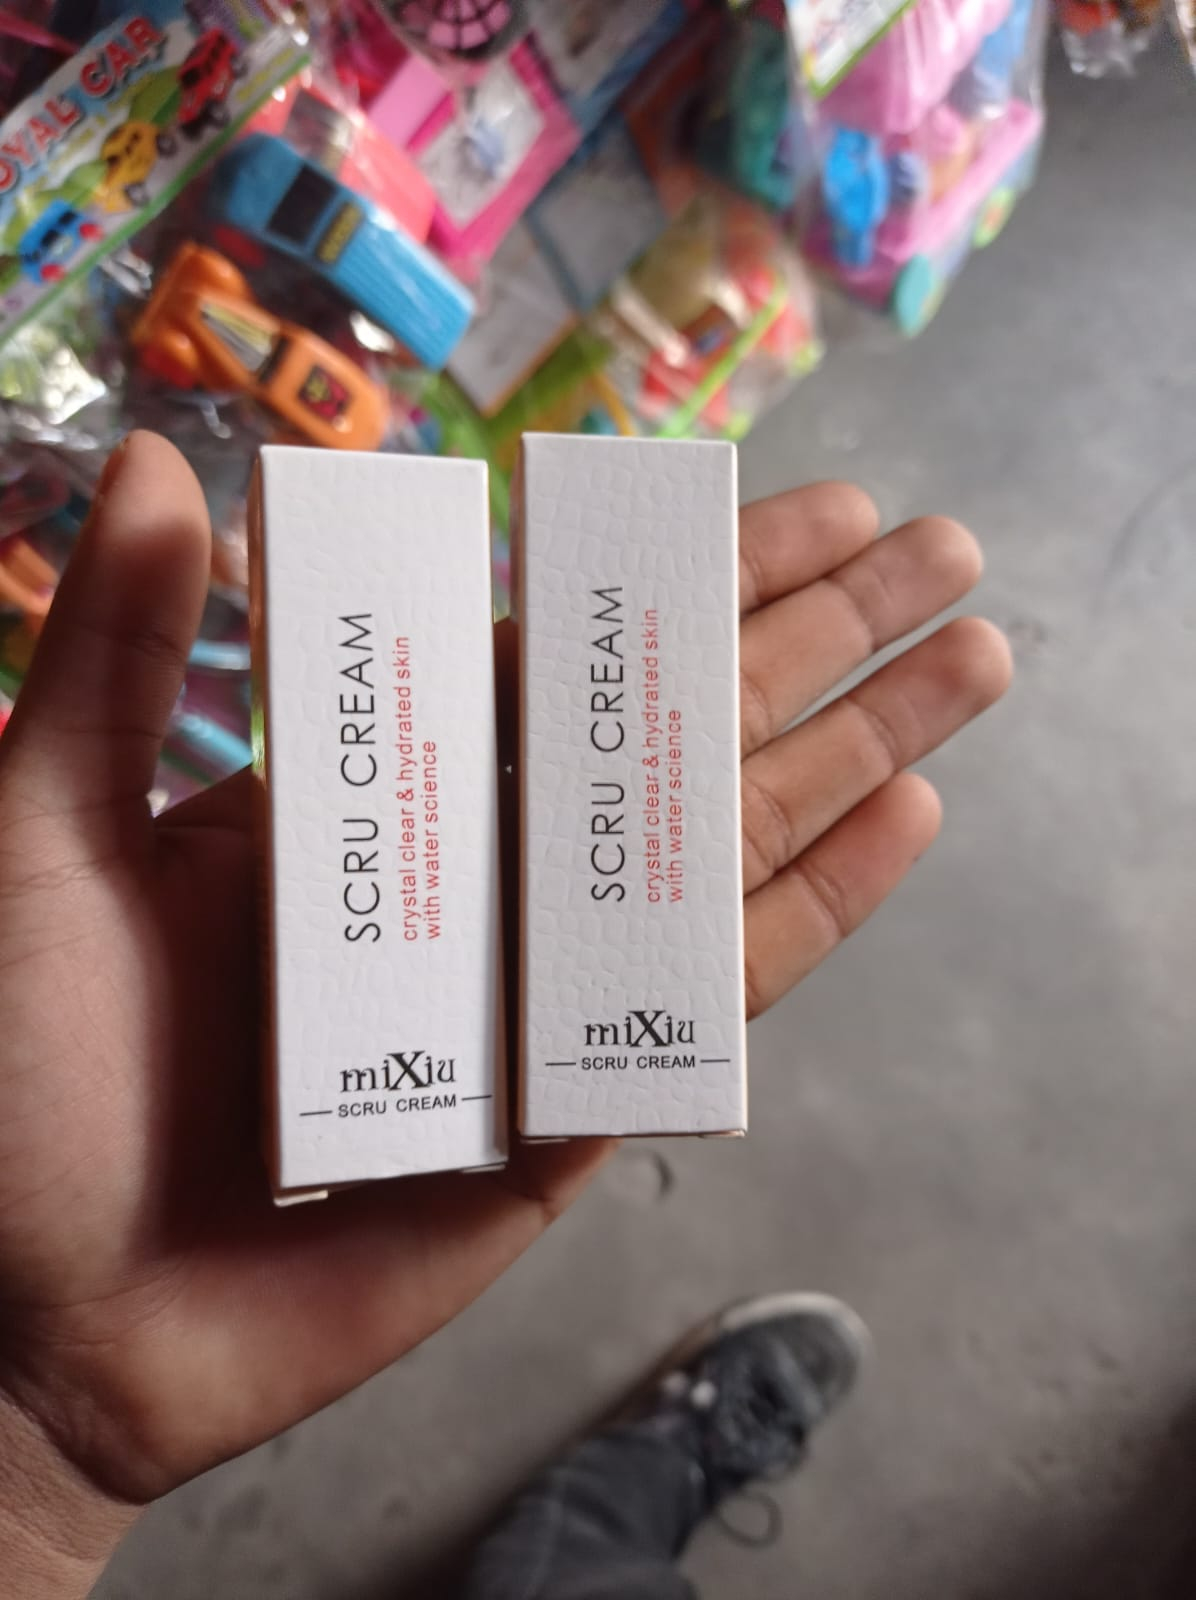 OYAL CAR
SCRU CREAM
crystal clear & hydrated skin
with water science
miXiu
SCRU CREAM
SCRU CREAM
crystal clear & hydrated skin
with water science
miXiu
SCRU CREAM